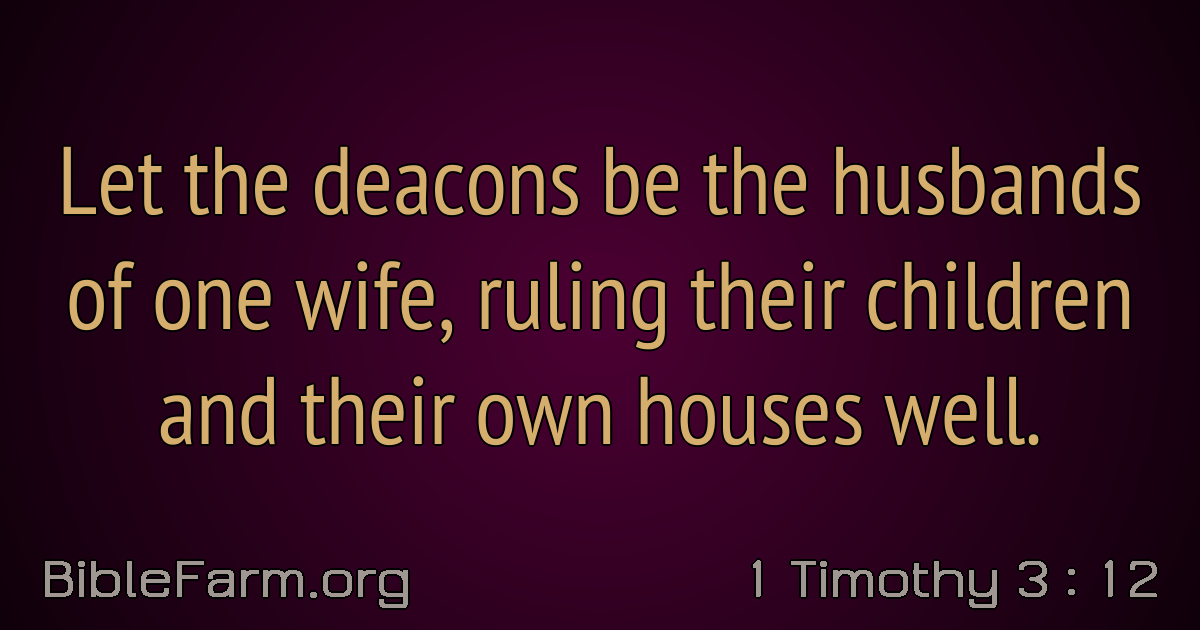 Let the deacons be the husbands
of one wife, ruling their children
and their own houses well.
BibleFarm.org
1 Timothy 3 : 12